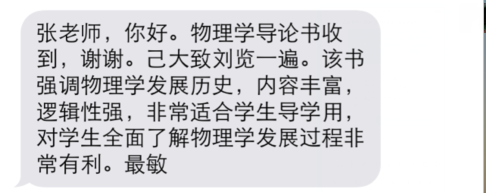 张老师，你好。物理学导论书收
到，谢谢。己大致刘览一遍。该书
强调物理学发展历史，内容丰富，
逻辑性强，非常适合学生导学用，
对学生全面了解物理学发展过程非
常有利。最敏